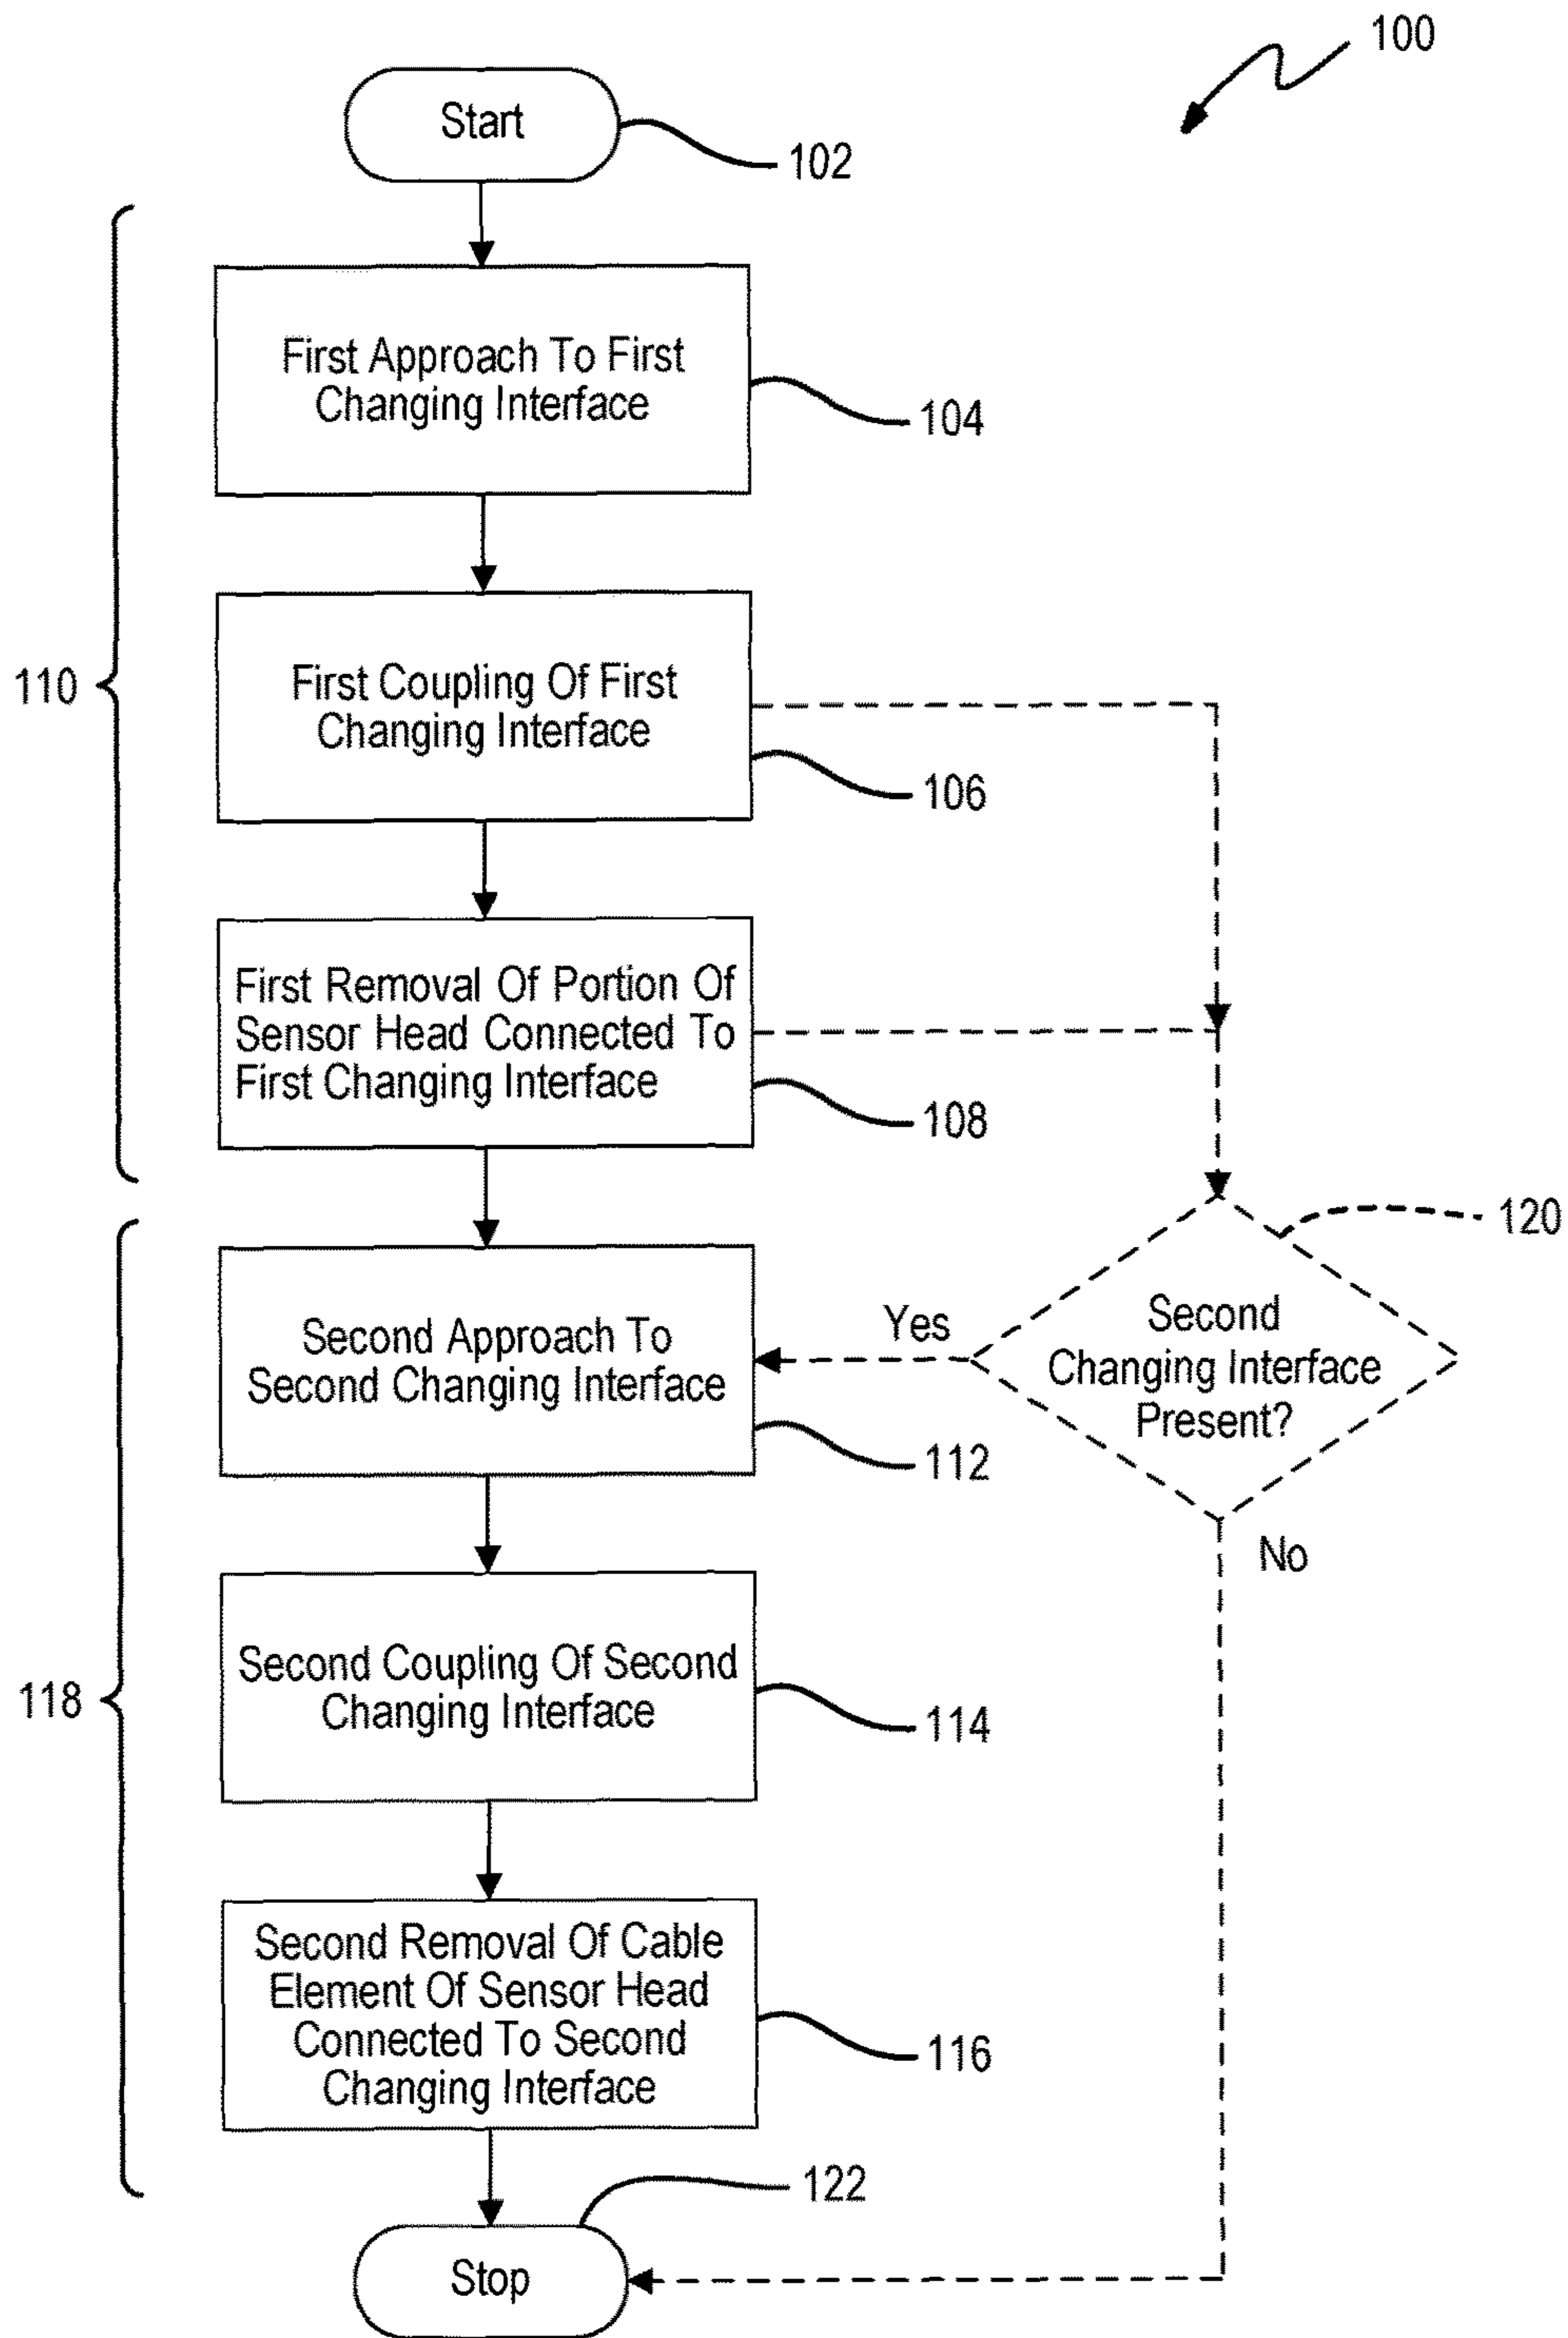 100
Start
102
First Approach To First
Changing Interface
104
110
First Coupling Of First
Changing Interface
106
First Removal Of Portion Of
Sensor Head Connected To
First Changing Interface
108
120
Second
Changing Interface
Present?
Yes
No
Second Approach To
Second Changing Interface
112
118
Second Coupling Of Second
Changing Interface
114
Second Removal Of Cable
Element Of Sensor Head
Connected To Second
Changing Interface
116
122
Stop